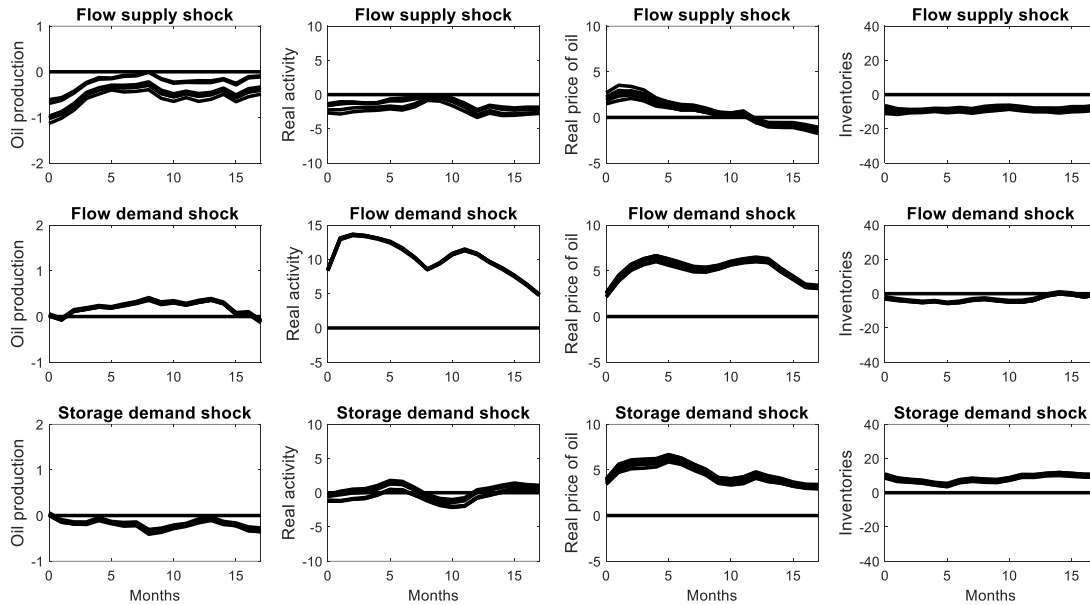 Flow supply shock
Oil production
1
0
-1
-2
0 5 10 15
Flow supply shock
Real activity
10
5
0
-5
-10
0 5 10 15
Flow supply shock
Real price of oil
10
5
0
-5
0 5 10 15
Flow supply shock
Inventories
40
20
0
-20
-40
0 5 10 15
Flow demand shock
Oil production
2
1
0
-1
0 5 10 15
Flow demand shock
Real activity
15
10
5
0
-5
0 5 10 15
Flow demand shock
Real price of oil
10
5
0
-5
0 5 10 15
Flow demand shock
Inventories
40
20
0
-20
-40
0 5 10 15
Storage demand shock
Oil production
2
1
0
-1
0 5 10 15
Months
Storage demand shock
Real activity
10
5
0
-5
-10
0 5 10 15
Months
Storage demand shock
Real price of oil
10
5
0
-5
0 5 10 15
Months
Storage demand shock
Inventories
40
20
0
-20
-40
0 5 10 15
Months